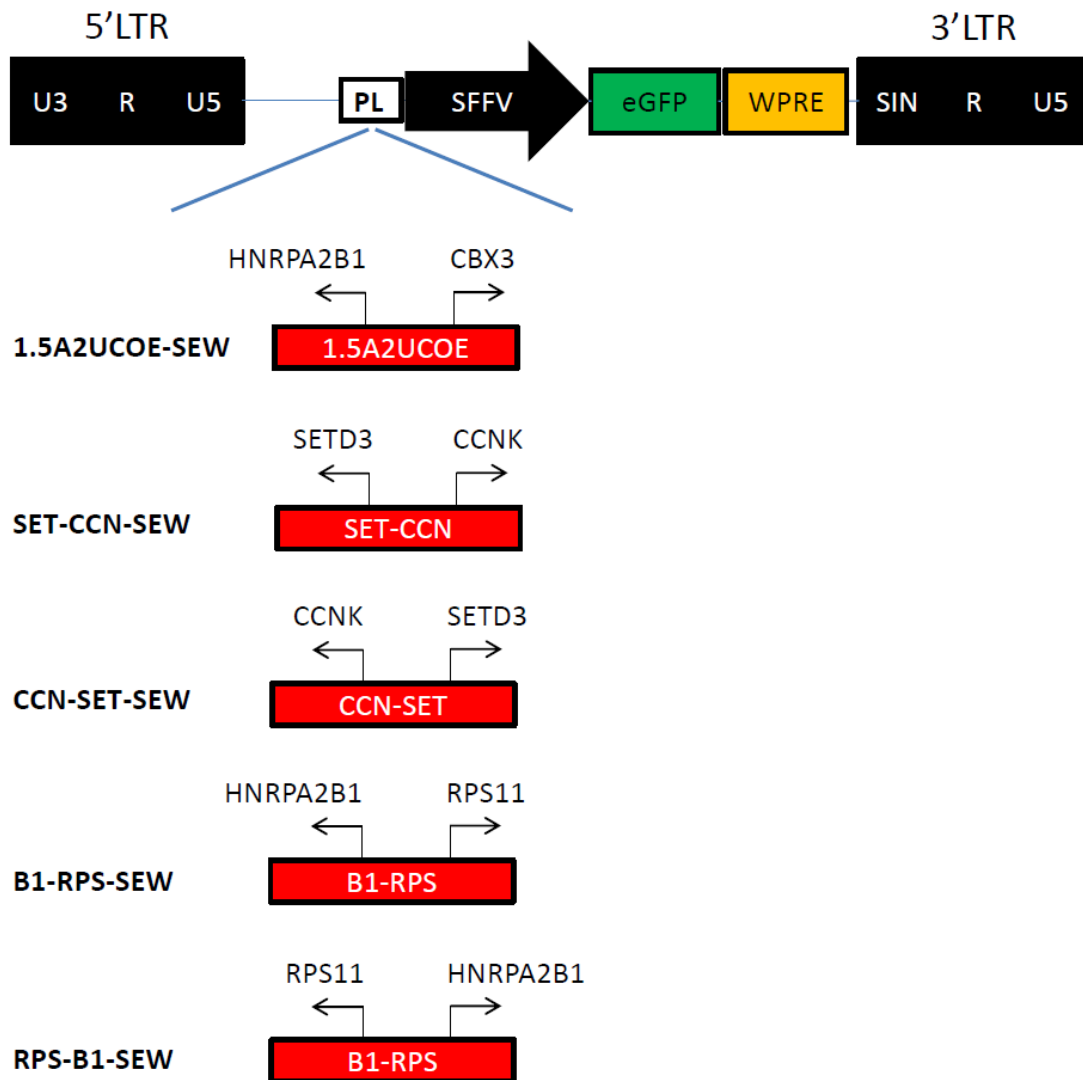 5'LTR 3'LTR
U3 R U5 PL SFFV eGFP WPRE SIN R U5
HNRPA2B1 CBX3
1.5A2UCOE-SEW 1.5A2UCOE
SETD3 CCNK
SET-CCN-SEW SET-CCN
CCNK SETD3
CCN-SET-SEW CCN-SET
HNRPA2B1 RPS11
B1-RPS-SEW B1-RPS
RPS11 HNRPA2B1
RPS-B1-SEW B1-RPS